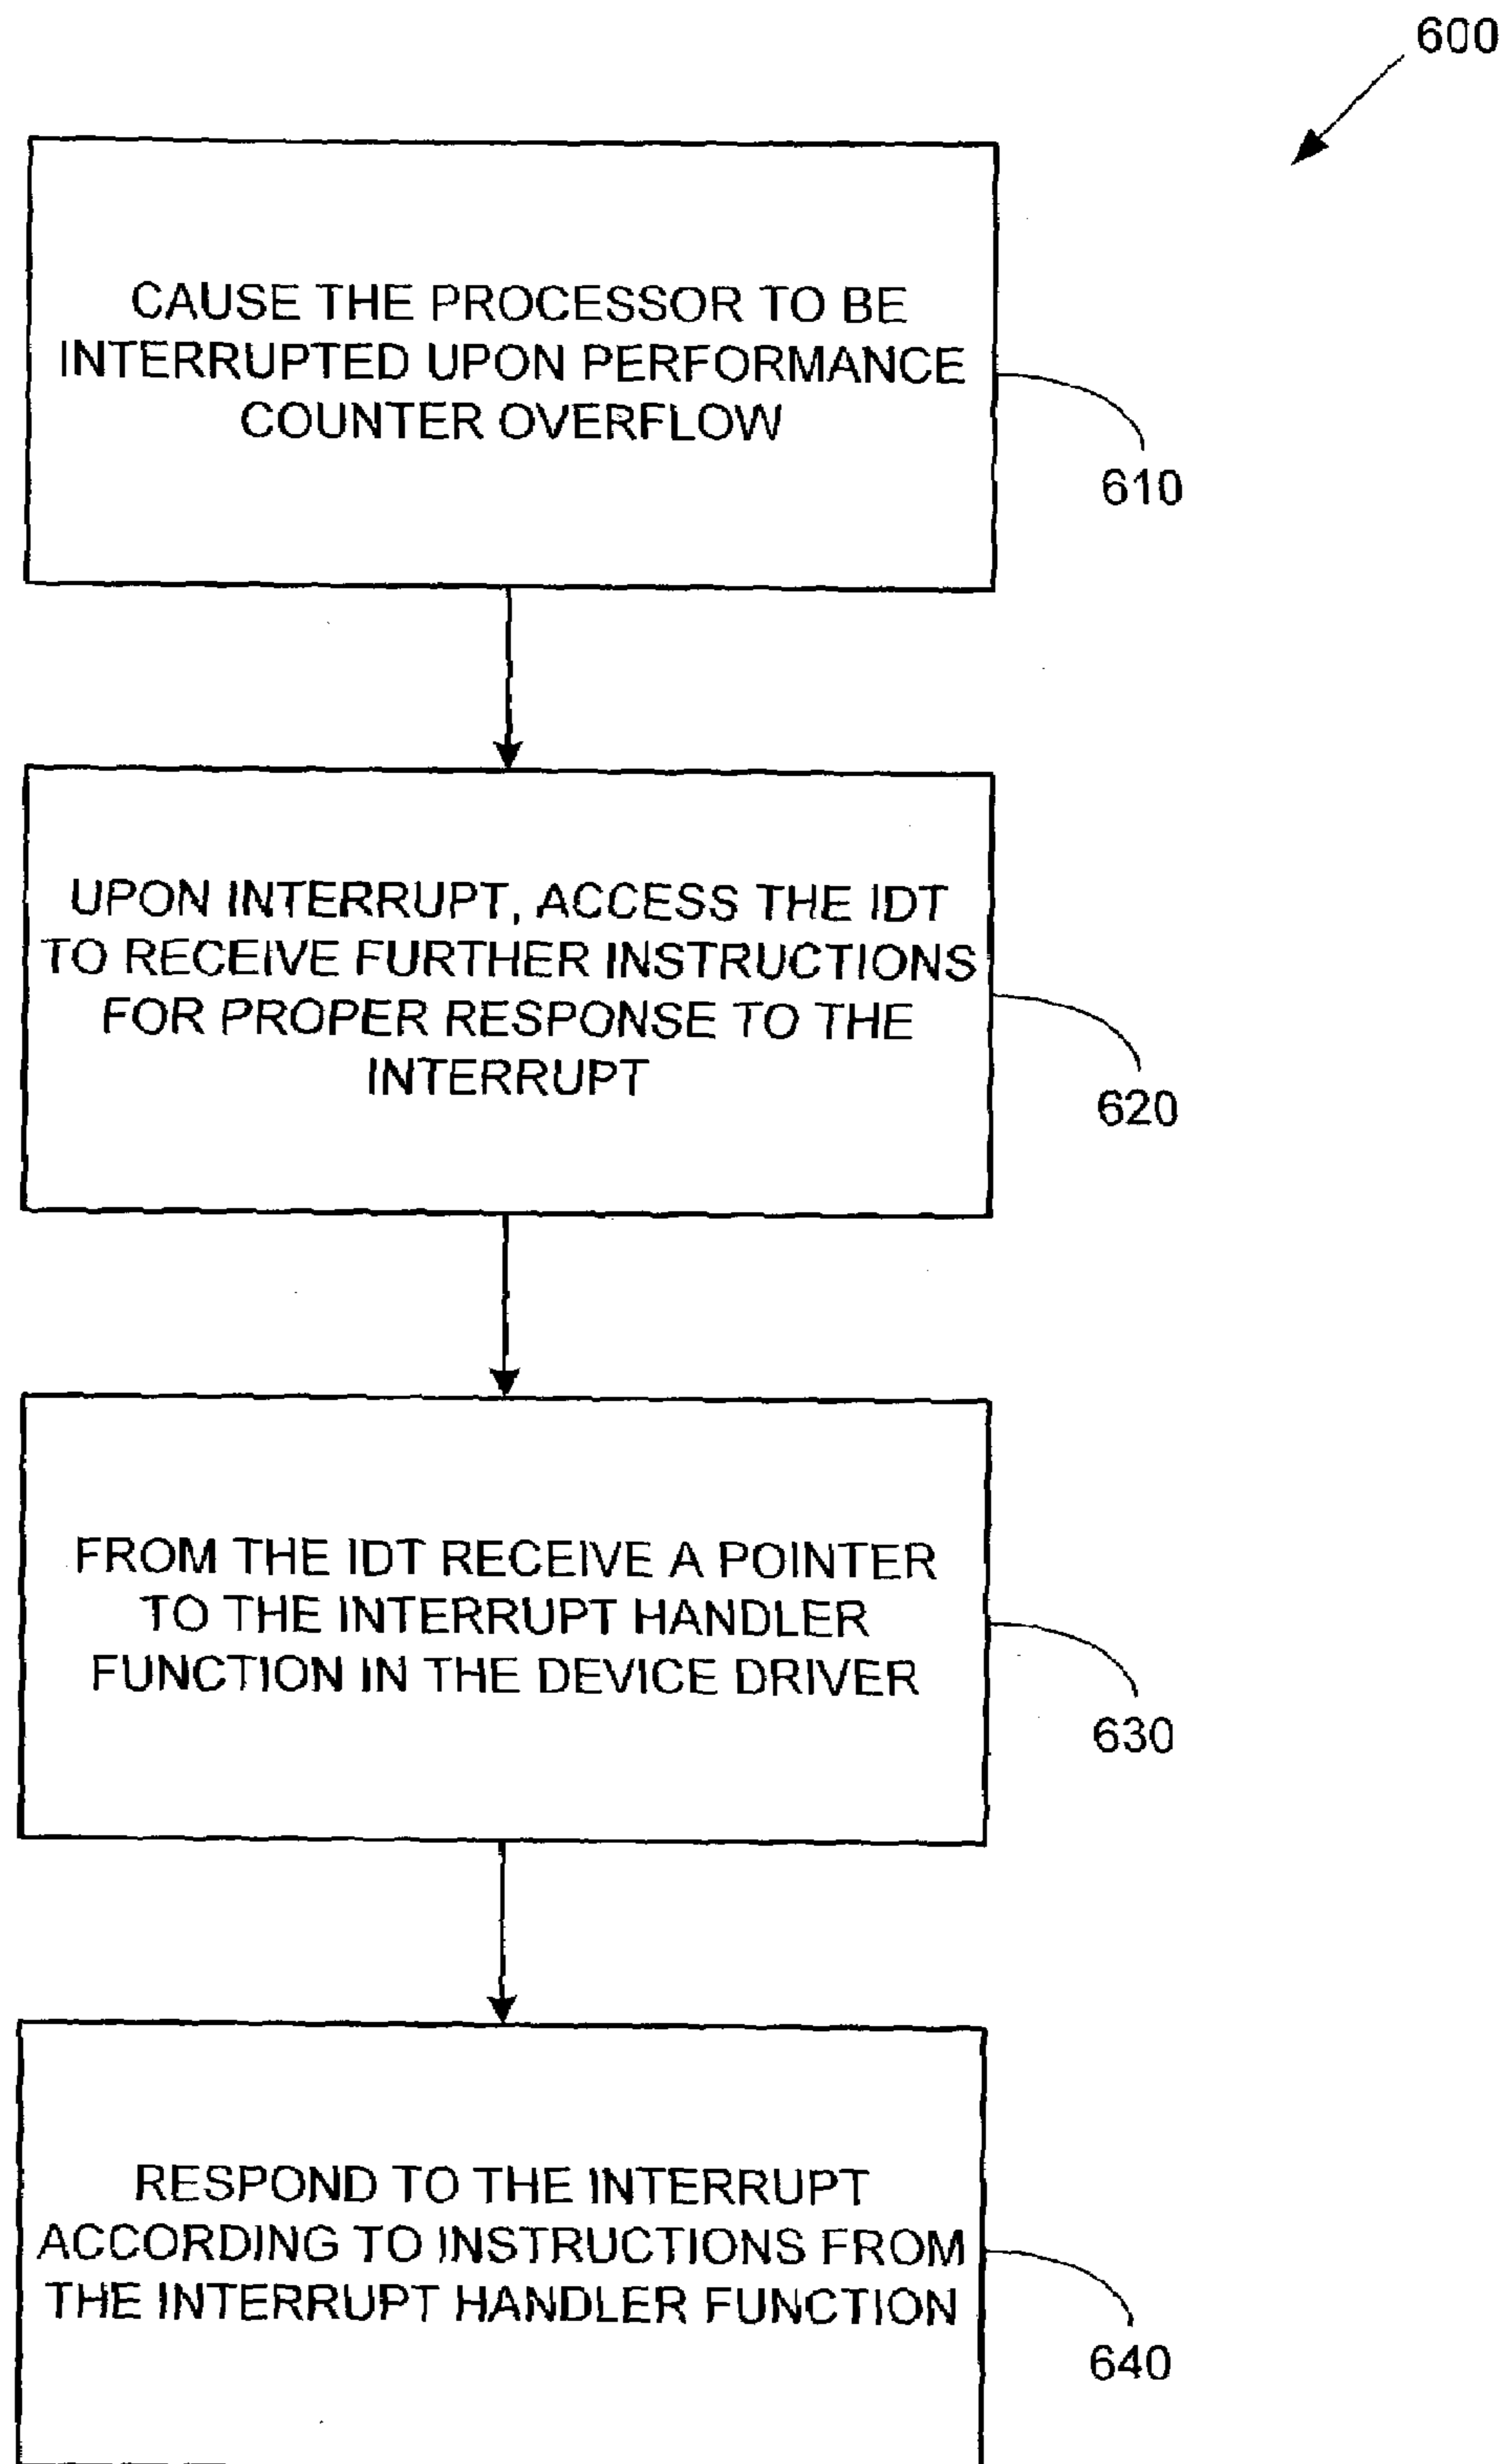 600
CAUSE THE PROCESSOR TO BE
INTERRUPTED UPON PERFORMANCE
COUNTER OVERFLOW
610
UPON INTERRUPT, ACCESS THE IDT
TO RECEIVE FURTHER INSTRUCTIONS
FOR PROPER RESPONSE TO THE
INTERRUPT
620
FROM THE IDT RECEIVE A POINTER
TO THE INTERRUPT HANDLER
FUNCTION IN THE DEVICE DRIVER
630
RESPOND TO THE INTERRUPT
ACCORDING TO INSTRUCTIONS FROM
THE INTERRUPT HANDLER FUNCTION
640